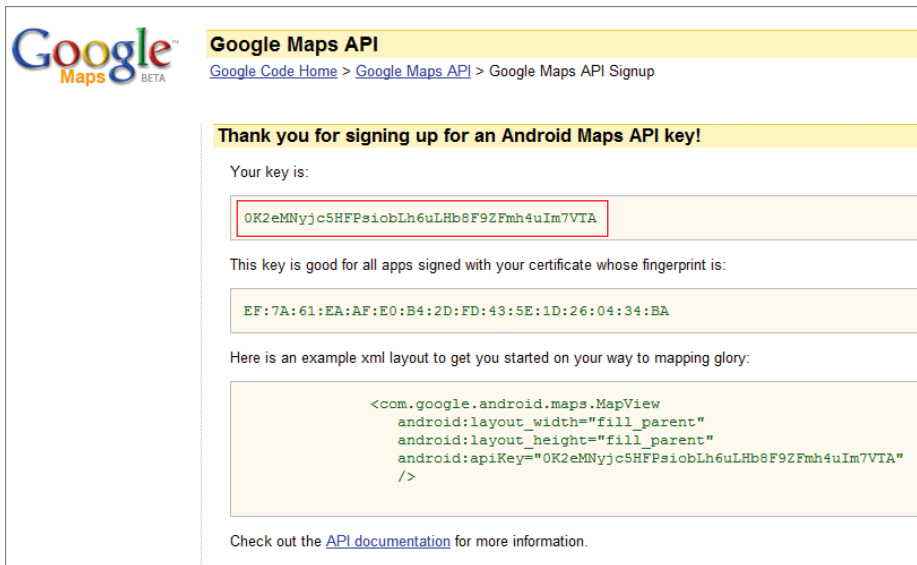 Google™
Maps BETA
Google Maps API
Google Code Home > Google Maps API > Google Maps API Signup
Thank you for signing up for an Android Maps API key!
Your key is:
0K2eMNyjc5HFPsiobLh6uLHb8F9ZFmh4uIm7VTA
This key is good for all apps signed with your certificate whose fingerprint is:
EF:7A:61:EA:AF:E0:B4:2D:FD:43:5E:1D:26:04:34:BA
Here is an example xml layout to get you started on your way to mapping glory:
<com.google.android.maps.MapView
android:layout_width="fill_parent"
android:layout_height="fill_parent"
android:apiKey="0K2eMNyjc5HFPsiobLh6uLHb8F9ZFmh4uIm7VTA"
/>
Check out the API documentation for more information.